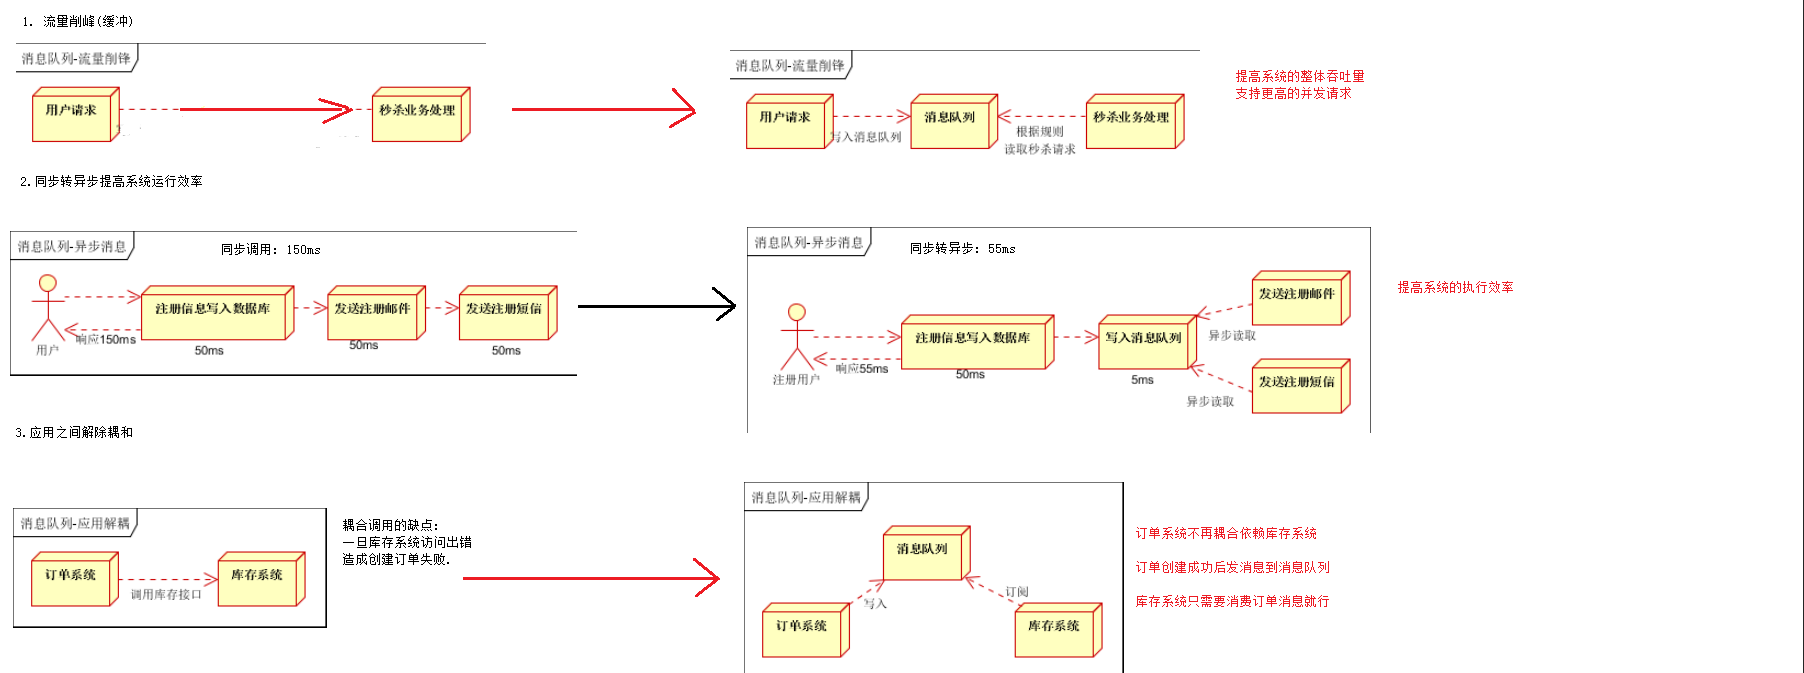 1. 流量削峰(缓冲)
消息队列-流量削锋
用户请求
秒杀业务处理
消息队列-流量削锋
用户请求
写入消息队列
消息队列
根据规则
读取秒杀请求
秒杀业务处理
提高系统的整体吞吐量
支持更高的并发请求
2.同步转异步提高系统运行效率
消息队列-异步消息
同步调用: 150ms
用户
响应150ms
注册信息写入数据库
50ms
发送注册邮件
50ms
发送注册短信
50ms
消息队列-异步消息
同步转异步: 55ms
注册用户
响应55ms
注册信息写入数据库
50ms
写入消息队列
5ms
发送注册邮件
异步读取
发送注册短信
异步读取
提高系统的执行效率
3.应用之间解除耦和
消息队列-应用解耦
订单系统
调用库存接口
库存系统
耦合调用的缺点:
一旦库存系统访问出错
造成创建订单失败.
消息队列-应用解耦
消息队列
写入
订阅
订单系统
库存系统
订单系统不再耦合依赖库存系统
订单创建成功后发消息到消息队列
库存系统只需要消费订单消息就行